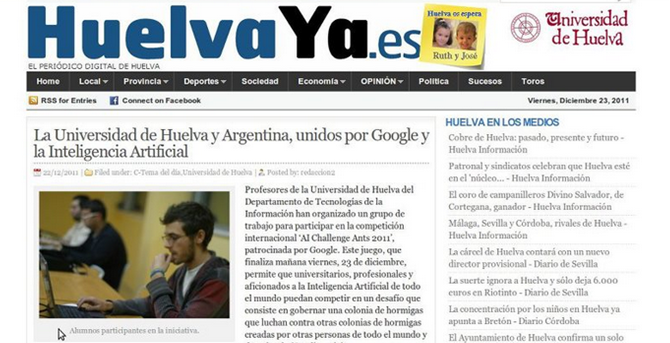 HuelvaYa.es
EL PERIÓDICO DIGITAL DE HUELVA
Huelva os espera
Ruth y José
Universidad
de Huelva
Home Local Provincia Deportes Sociedad Economia OPINIÓN Politica Sucesos Toros
RSS for Entries Connect on Facebook Viernes, Diciembre 23, 2011
La Universidad de Huelva y Argentina, unidos por Google y
la Inteligencia Artificial
22/12/2011 | Filed under: C-Tema del dia,Universidad de Huelva | Posted by: redaccion2
Alumnos participantes en la iniciativa.
Profesores de la Universidad de Huelva del
Departamento de Tecnologías de la
Información han organizado un grupo de
trabajo para participar en la competición
internacional 'AI Challenge Ants 2011',
patrocinada por Google. Este juego, que
finaliza mañana viernes, 23 de diciembre,
permite que universitarios, profesionales y
aficionados a la Inteligencia Artificial de todo
el mundo puedan competir en un desafío que
consiste en gobernar una colonia de hormigas
que luchan contra otras colonias de hormigas
creadas por otras personas de todo el mundo y
HUELVA EN LOS MEDIOS
Cobre de Huelva: pasado, presente y futuro -
Huelva Información
Patronal y sindicatos celebran que Huelva esté
en el 'núcleo... - Huelva Información
El coro de campanilleros Divino Salvador, de
Cortegana, ganador - Huelva Información
Málaga, Sevilla y Córdoba, rivales de Huelva -
Huelva Información
La cárcel de Huelva contará con un nuevo
director provisional - Diario de Sevilla
La suerte ignora a Huelva y sólo deja 6.000
euros en Riotinto - Diario de Sevilla
La concentración por los niños en Huelva ya
apunta a Bretón - Diario Córdoba
El Ayuntamiento de Huelva confirma un solo